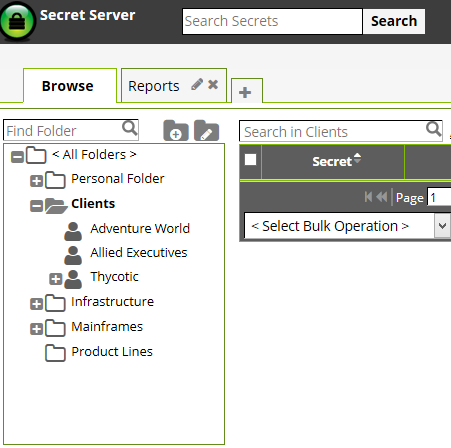 Secret Server
Search Secrets Search
Browse Reports
Find Folder
< All Folders >
Personal Folder
Clients
Adventure World
Allied Executives
Thycotic
Infrastructure
Mainframes
Product Lines
Search in Clients
Secret
Page 1
< Select Bulk Operation >